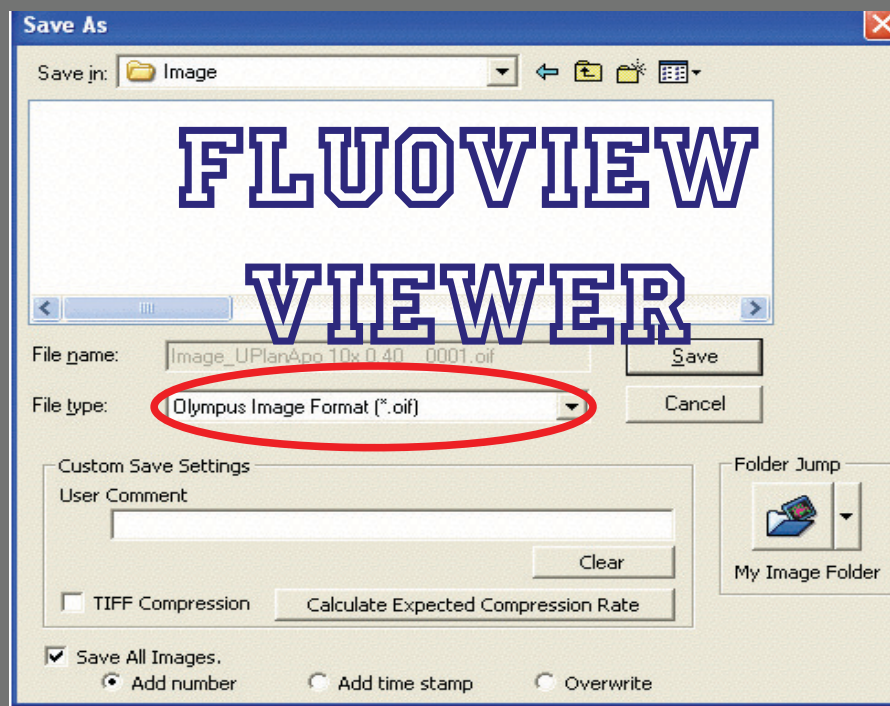 Save As
Save in: Image
FLUOVIEW
VIEWER
File name: Image_UPlanApo 10x 0.40__0001.oif Save
File type: Olympus Image Format (*.oif) Cancel
Custom Save Settings Folder Jump
User Comment
Clear
My Image Folder
TIFF Compression Calculate Expected Compression Rate
Save All Images.
Add number Add time stamp Overwrite